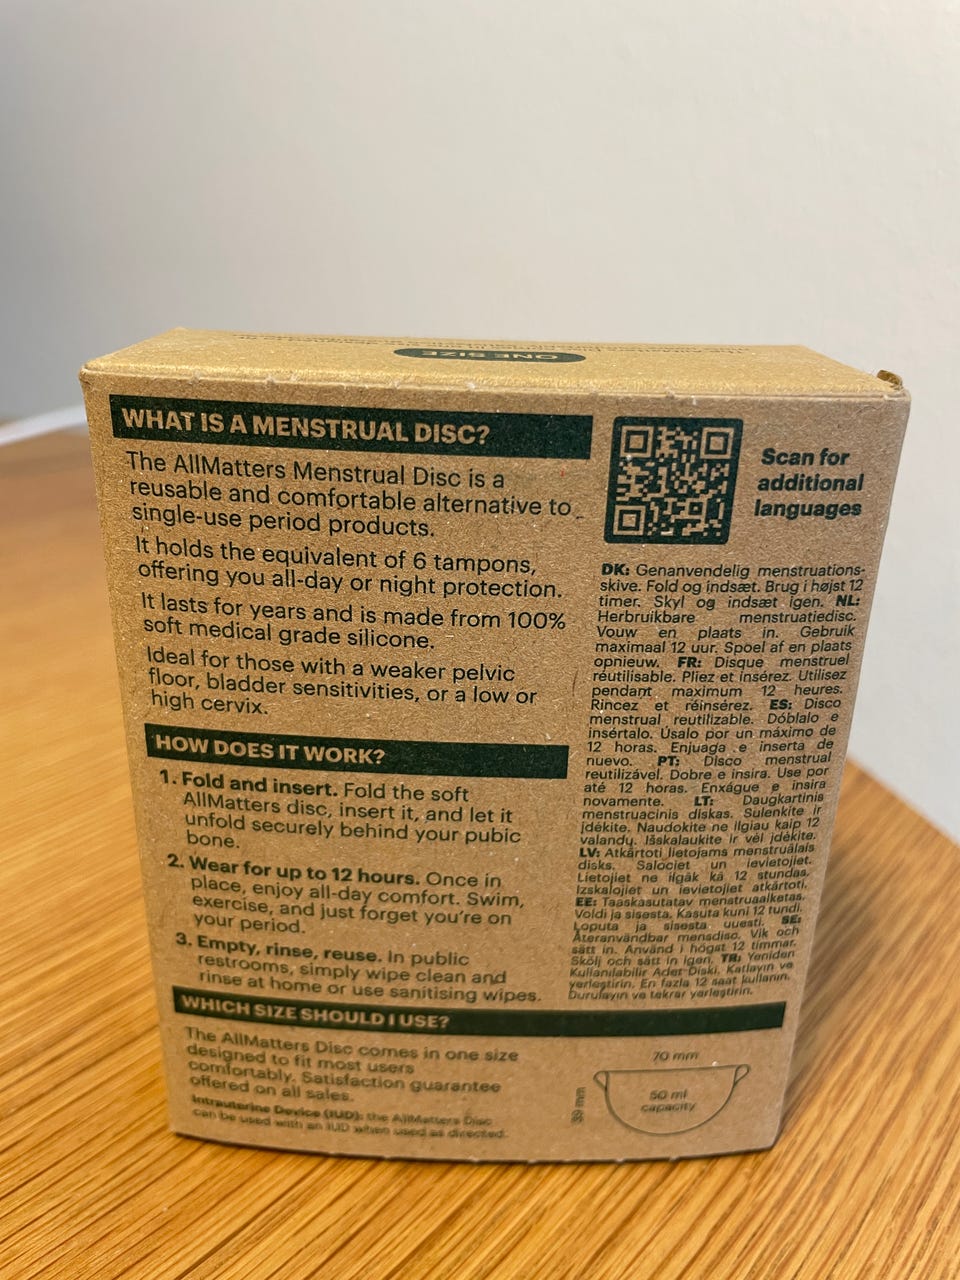 ONE SIZE
WHAT IS A MENSTRUAL DISC?
The AllMatters Menstrual Disc is a
reusable and comfortable alternative to
single-use period products.
It holds the equivalent of 6 tampons,
offering you all-day or night protection.
It lasts for years and is made from 100%
soft medical grade silicone.
Ideal for those with a weaker pelvic
floor, bladder sensitivities, or a low or
high cervix.
HOW DOES IT WORK?
1. Fold and insert. Fold the soft
AllMatters disc, insert it, and let it
unfold securely behind your pubic
bone.
2. Wear for up to 12 hours. Once in
place, enjoy all-day comfort. Swim,
exercise, and just forget you're on
your period.
3. Empty, rinse, reuse. In public
restrooms, simply wipe clean and
rinse at home or use sanitising wipes.
Scan for
additional
languages
DK: Genanvendelig menstruations-
skive. Fold og indsæt. Brug i højst 12
timer. Skyl og indsæt igen. NL:
Herbruikbare menstruatiedisc.
Vouw en plaats in. Gebruik
maximaal 12 uur. Spoel af en plaats
opnieuw. FR: Disque menstruel
réutilisable. Pliez et insérez. Utilisez
pendant maximum 12 heures.
Rincez et réinsérez. ES: Disco
menstrual reutilizable. Dóblalo e
insértalo. Úsalo por un máximo de
12 horas. Enjuaga e inserta de
nuevo. PT: Disco menstrual
reutilizável. Dobre e insira. Use por
até 12 horas. Enxágue e insira
novamente. LT: Daugkartinis
menstruacinis diskas. Sulenkite ir
įdėkite. Naudokite ne ilgiau kaip 12
valandų. Išskalaukite ir vėl įdėkite.
LV: Atkārtoti lietojams menstruālais
disks. Salociet un ievietojiet.
Lietojiet ne ilgāk kā 12 stundas.
Izskalojiet un ievietojiet atkārtoti.
EE: Taaskasutatav menstruaalketas.
Voldi ja sisesta. Kasuta kuni 12 tundi.
Loputa ja sisesta uuesti. SE:
Återanvändbar mensdisc. Vik och
sätt in. Använd i högst 12 timmar.
Skölj och sätt in igen. TR: Yeniden
Kullanılabilir Adet Diski. Katlayın ve
yerleştirin. En fazla 12 saat kullanın.
Durulayın ve tekrar yerleştirin.
WHICH SIZE SHOULD I USE?
The AllMatters Disc comes in one size
designed to fit most users
comfortably. Satisfaction guarantee
offered on all sales.
Intrauterine Device (IUD): the AllMatters Disc
can be used with an IUD when used as directed.
70 mm
39 mm
50 ml
capacity